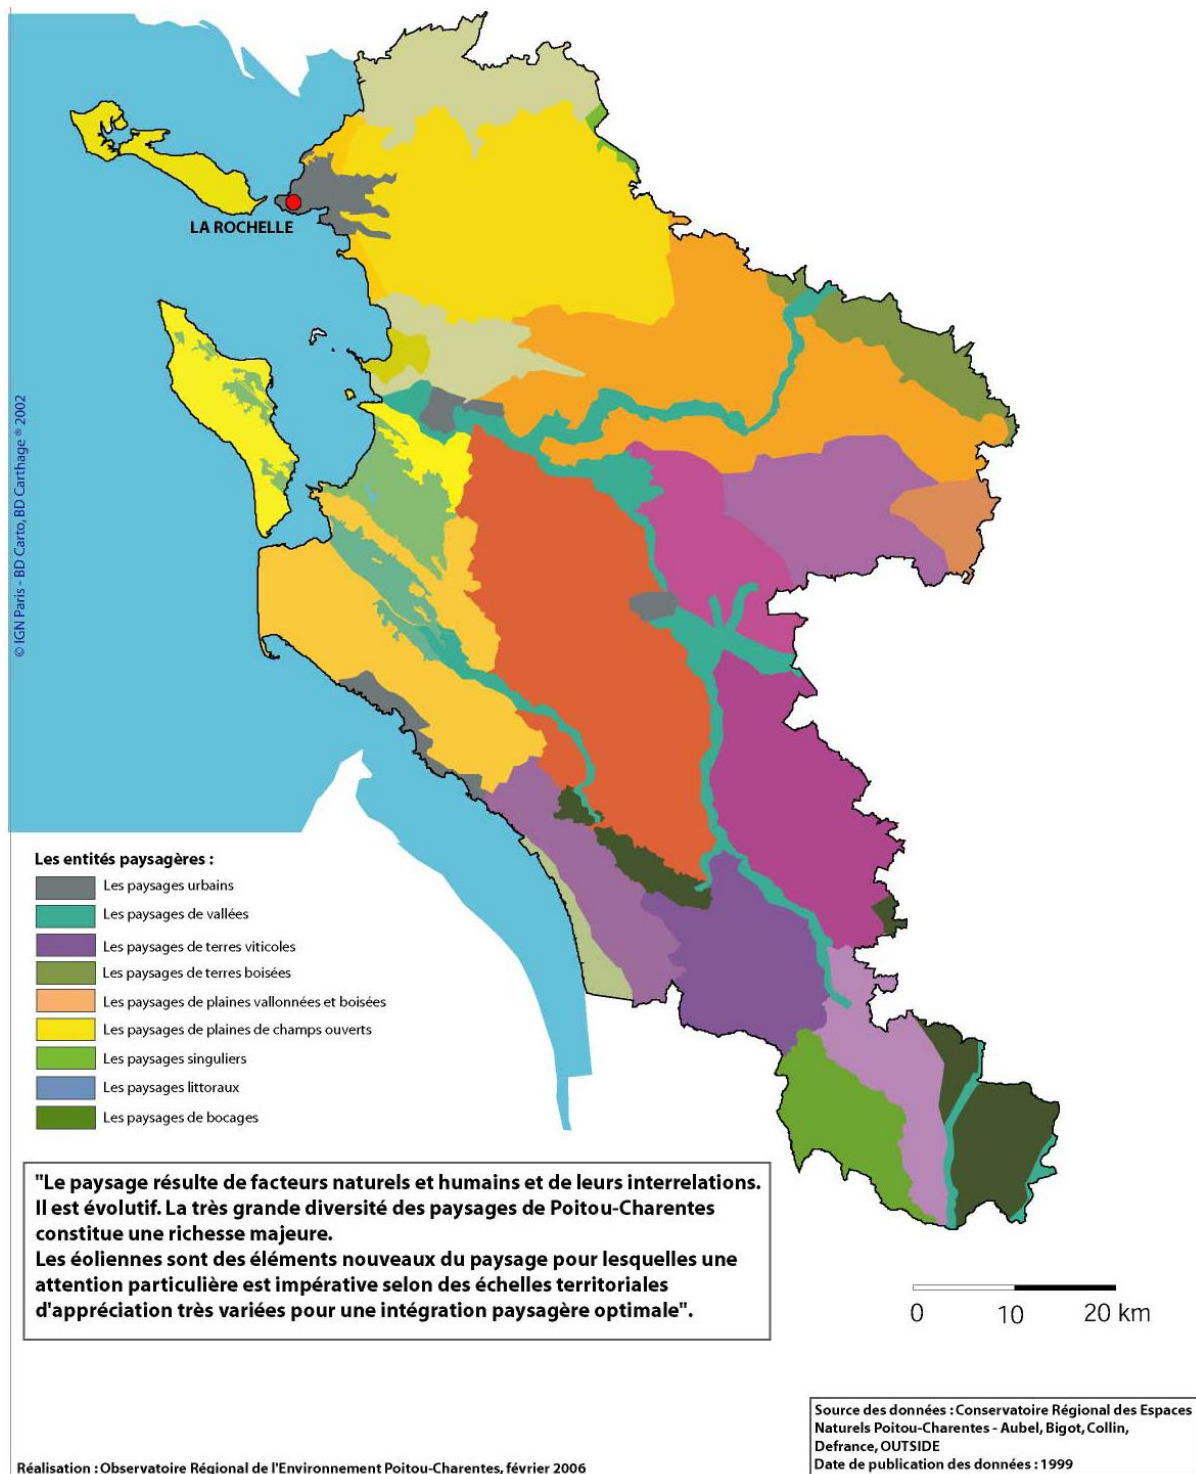 LA ROCHELLE
© IGN Paris - BD Carto, BD Carthage ® 2002
Les entités paysagères :
Les paysages urbains
Les paysages de vallées
Les paysages de terres viticoles
Les paysages de terres boisées
Les paysages de plaines vallonnées et boisées
Les paysages de plaines de champs ouverts
Les paysages singuliers
Les paysages littoraux
Les paysages de bocages
"Le paysage résulte de facteurs naturels et humains et de leurs interrelations.
Il est évolutif. La très grande diversité des paysages de Poitou-Charentes
constitue une richesse majeure.
Les éoliennes sont des éléments nouveaux du paysage pour lesquelles une
attention particulière est impérative selon des échelles territoriales
d'appréciation très variées pour une intégration paysagère optimale".
0 10 20 km
Source des données : Conservatoire Régional des Espaces
Naturels Poitou-Charentes - Aubel, Bigot, Collin,
Defrance, OUTSIDE
Date de publication des données : 1999
Réalisation : Observatoire Régional de l'Environnement Poitou-Charentes, février 2006